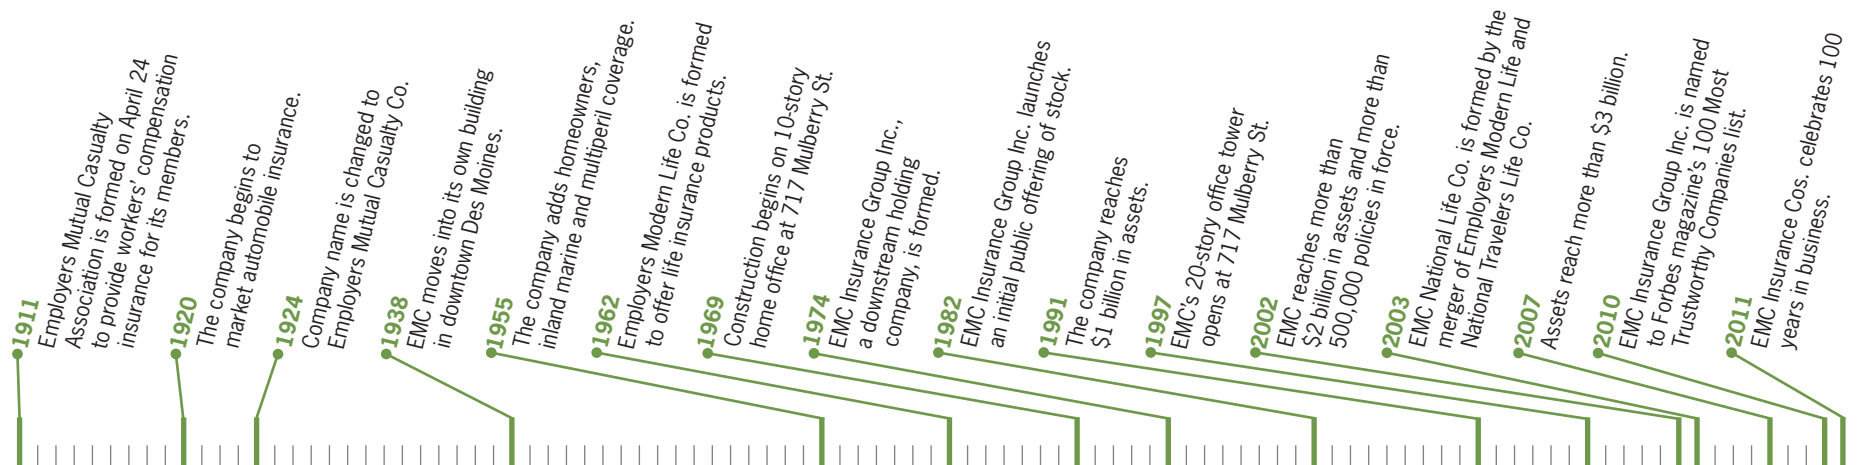 1911
Employers Mutual Casualty
Association is formed on April 24
to provide workers' compensation
insurance for its members.
1920
The company begins to
market automobile insurance.
1924
Company name is changed to
Employers Mutual Casualty Co.
1938
EMC moves into its own building
in downtown Des Moines.
1955
The company adds homeowners,
inland marine and multiperil coverage.
1962
Employers Modern Life Co. is formed
to offer life insurance products.
1969
Construction begins on 10-story
home office at 717 Mulberry St.
1974
EMC Insurance Group Inc.,
a downstream holding
company, is formed.
1982
EMC Insurance Group Inc. launches
an initial public offering of stock.
1991
The company reaches
$1 billion in assets.
1997
EMC's 20-story office tower
opens at 717 Mulberry St.
2002
EMC reaches more than
$2 billion in assets and more than
500,000 policies in force.
2003
EMC National Life Co. is formed by the
merger of Employers Modern Life and
National Travelers Life Co.
2007
Assets reach more than $3 billion.
2010
EMC Insurance Group Inc. is named
to Forbes magazine's 100 Most
Trustworthy Companies list.
2011
EMC Insurance Cos. celebrates 100
years in business.